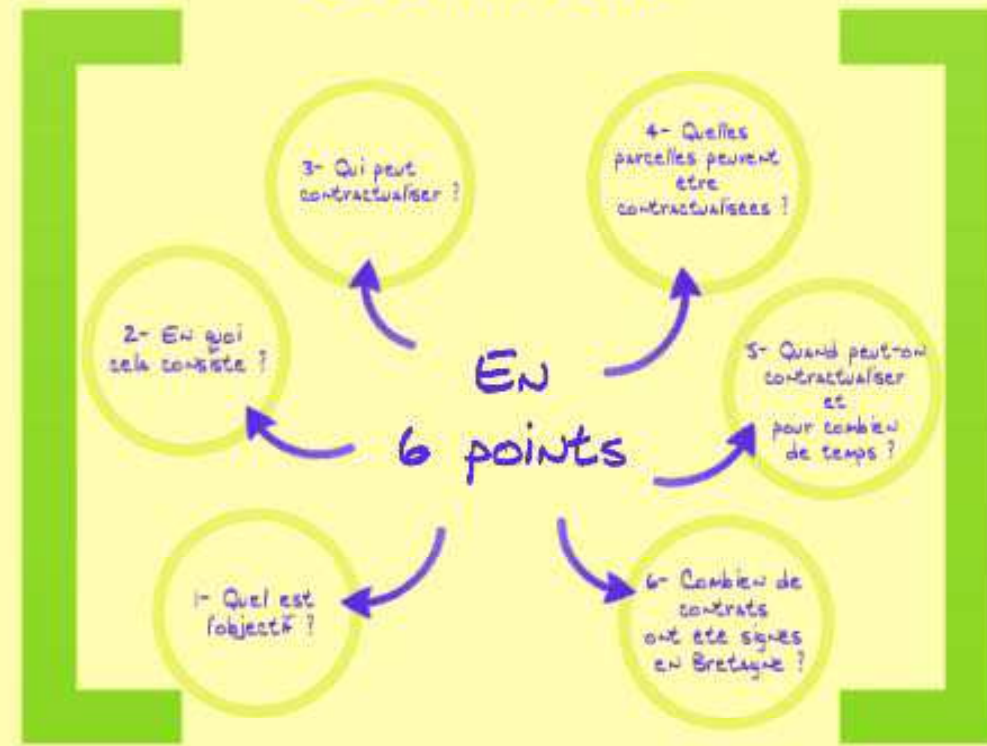 En
6 points
1- Quel est
l'objectif ?
2- En quoi
cela consiste ?
3- Qui peut
contractualiser ?
4- Quelles
parcelles peuvent
etre
contractualisees ?
5- Quand peut-on
contractualiser
et
pour combien
de temps ?
6- Combien de
contrats
ont ete signes
en Bretagne ?